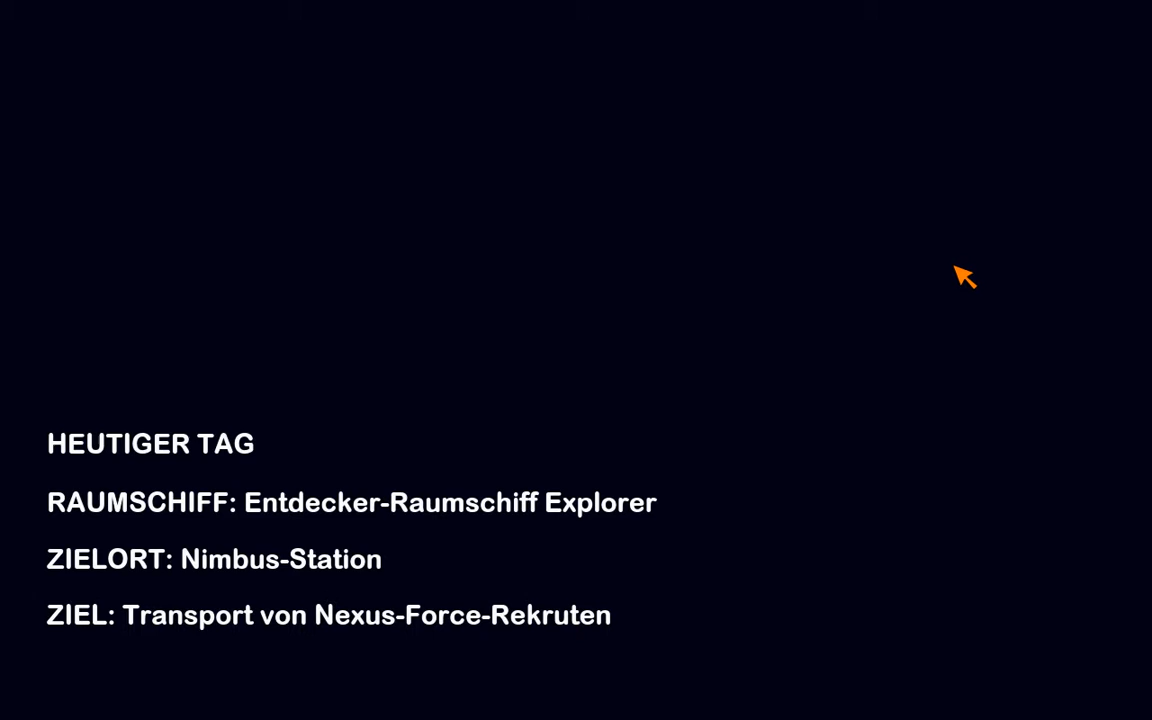 HEUTIGER TAG
RAUMSCHIFF: Entdecker-Raumschiff Explorer
ZIELORT: Nimbus-Station
ZIEL: Transport von Nexus-Force-Rekruten